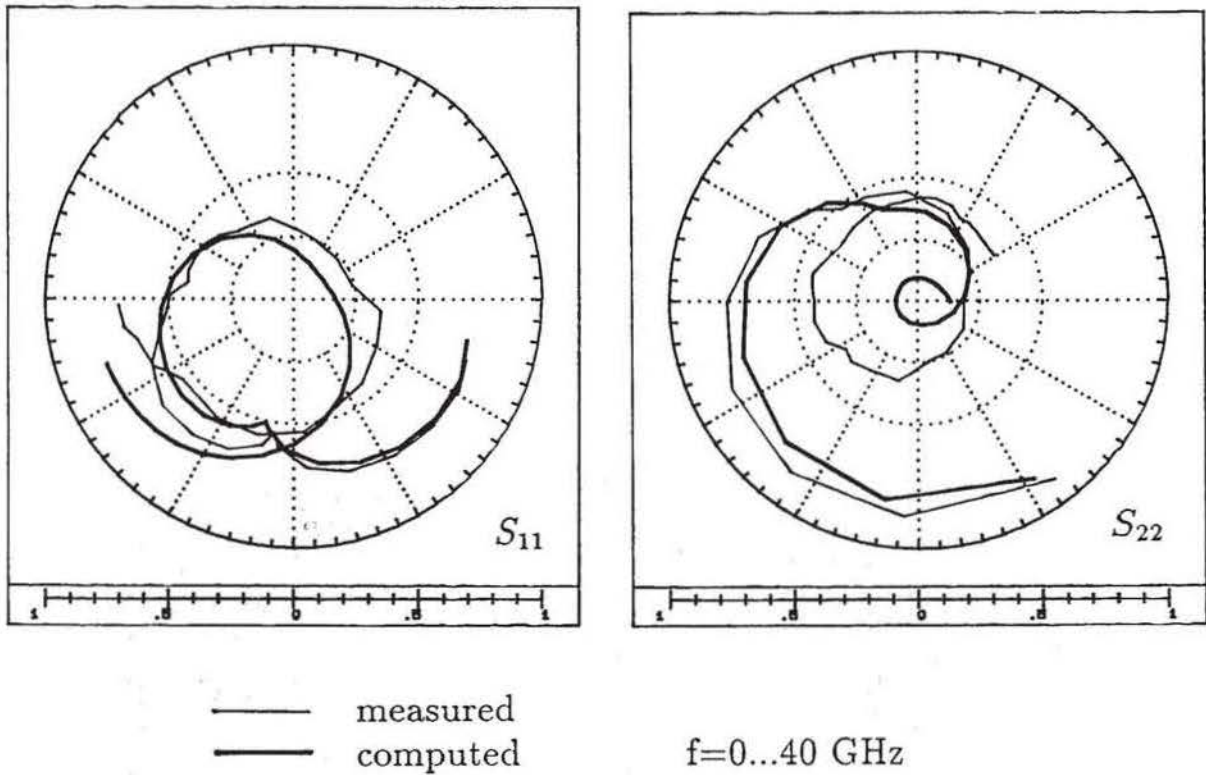 S11
S22
1 .5 0 .5 1
1 .5 0 .5 1
measured
computed
f=0...40 GHz